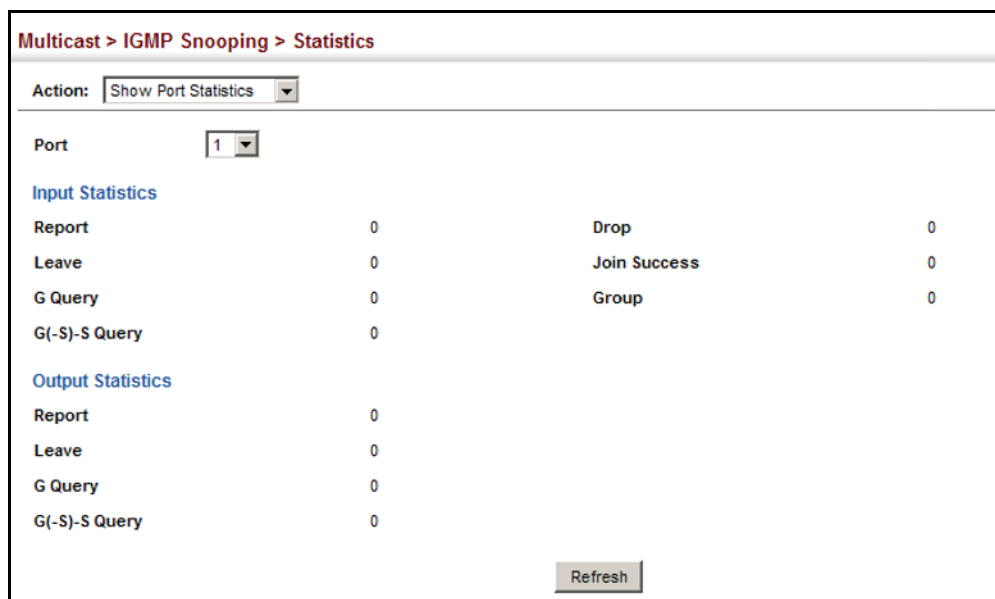 Multicast > IGMP Snooping > Statistics
Action: Show Port Statistics
Port 1
Input Statistics
Report 0 Drop 0
Leave 0 Join Success 0
G Query 0 Group 0
G(-S)-S Query 0
Output Statistics
Report 0
Leave 0
G Query 0
G(-S)-S Query 0
Refresh